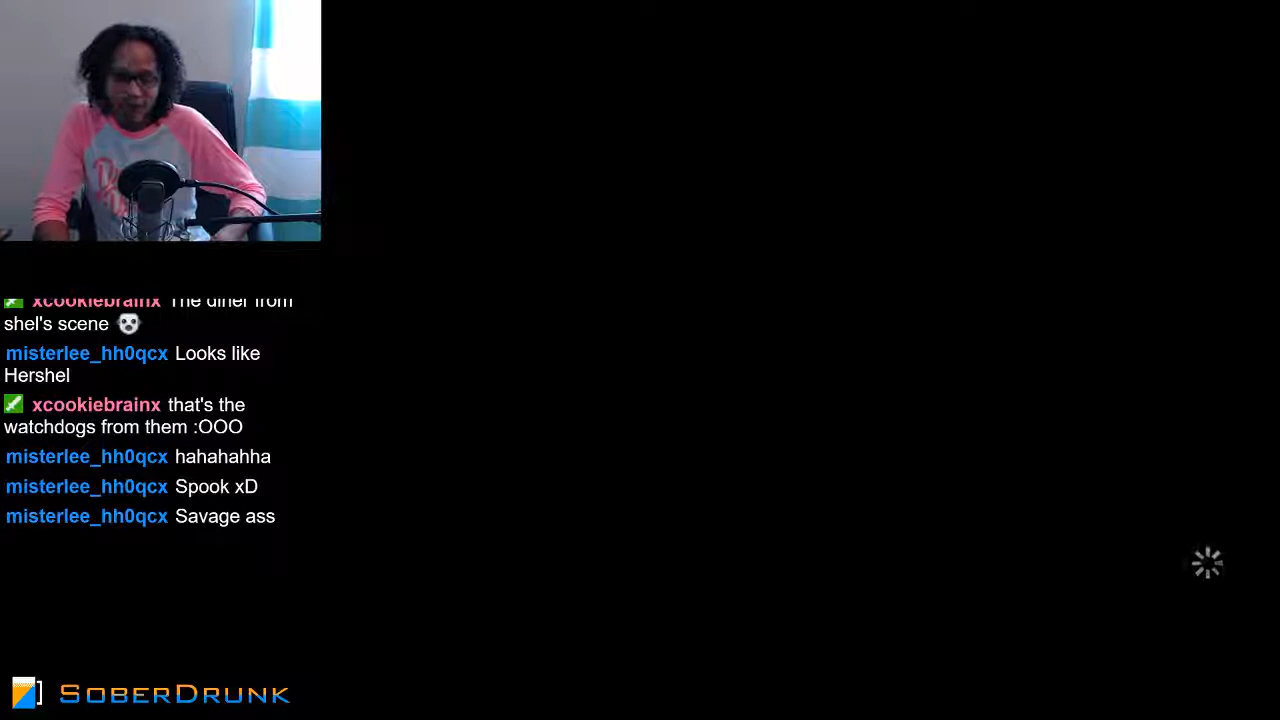 xcookiebrainx The diner from
shel's scene
misterlee_hh0qcx Looks like
Hershel
xcookiebrainx that's the
watchdogs from them :OOO
misterlee_hh0qcx hahahahha
misterlee_hh0qcx Spook xD
misterlee_hh0qcx Savage ass
SOBERDRUNK